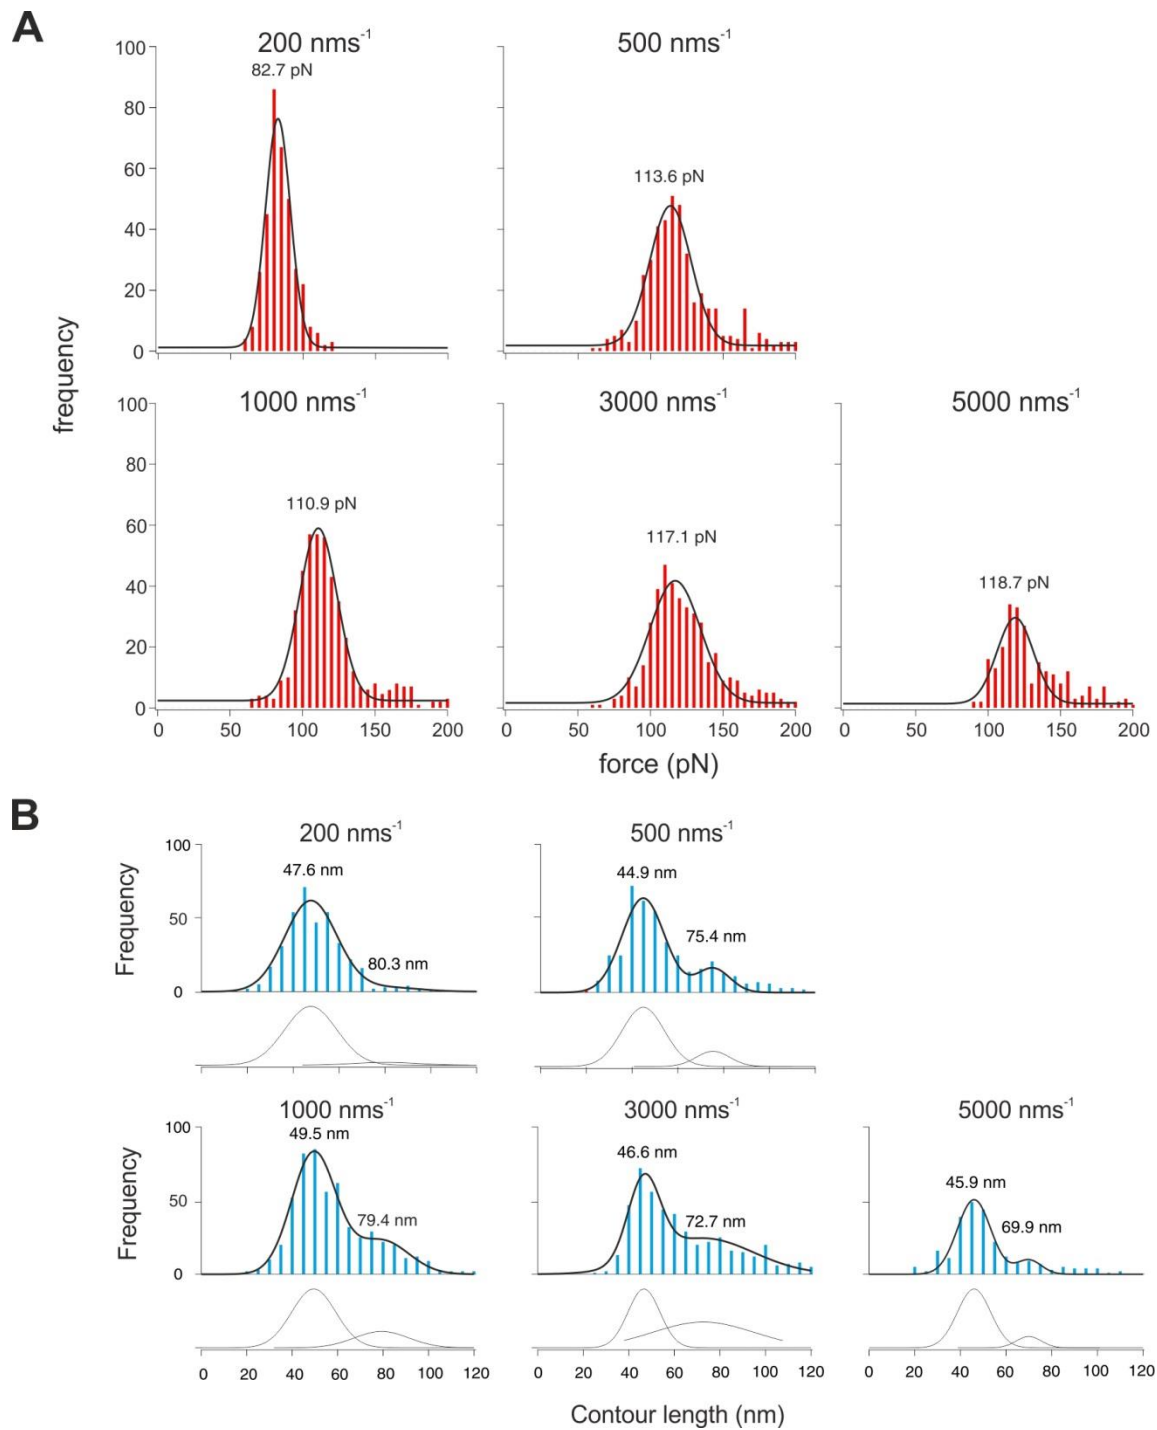 A
200 nms⁻¹
500 nms⁻¹
82.7 pN
113.6 pN
100
80
60
40
20
0
frequency
1000 nms⁻¹
3000 nms⁻¹
5000 nms⁻¹
110.9 pN
117.1 pN
118.7 pN
100
80
60
40
20
0
0 50 100 150 200
0 50 100 150 200
0 50 100 150 200
force (pN)
B
200 nms⁻¹
500 nms⁻¹
47.6 nm
80.3 nm
44.9 nm
75.4 nm
100
50
0
Frequency
1000 nms⁻¹
3000 nms⁻¹
5000 nms⁻¹
49.5 nm
79.4 nm
46.6 nm
72.7 nm
45.9 nm
69.9 nm
100
50
0
Frequency
0 20 40 60 80 100 120
0 20 40 60 80 100 120
0 20 40 60 80 100 120
Contour length (nm)